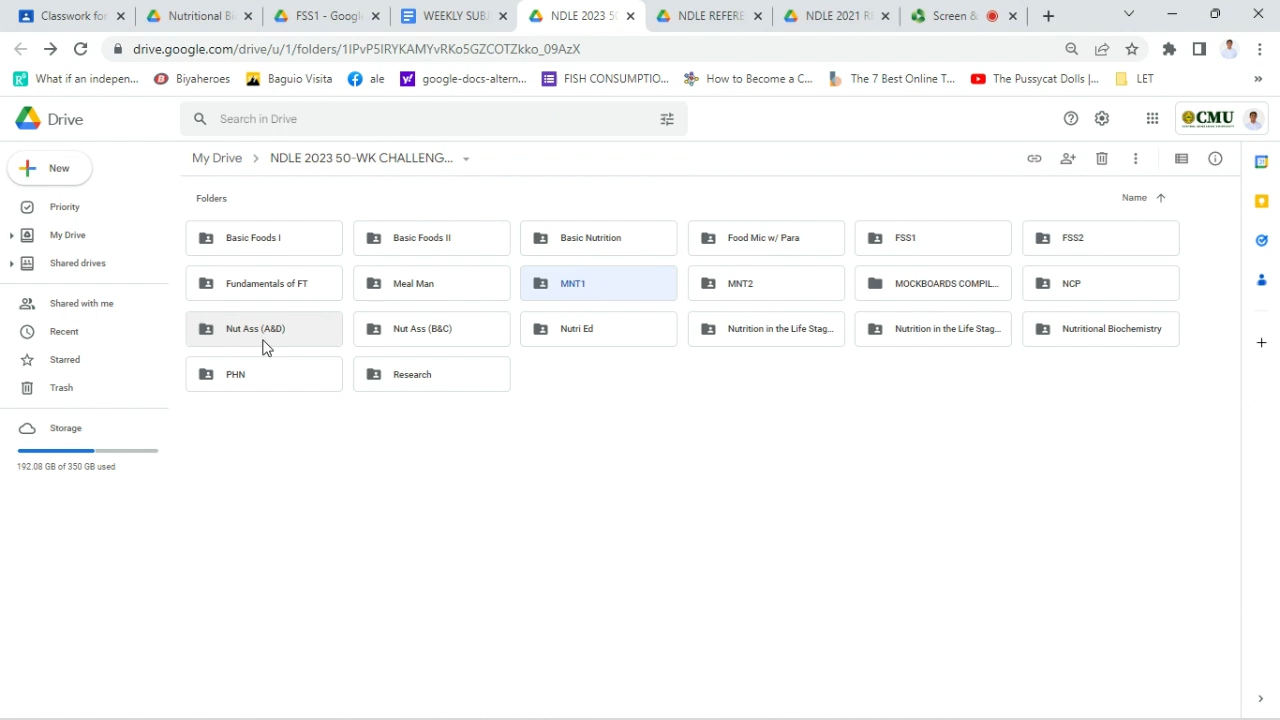 Classwork for
Nutritional Bi
FSS1 - Google
WEEKLY SUBJ
NDLE 2023 50
NDLE REFERE
NDLE 2021 R
Screen &
drive.google.com/drive/u/1/folders/1IPvP5IRYKAMYvRKo5GZCOTZkko_09AzX
What if an indepen...
Biyaheroes
Baguio Visita
ale
google-docs-altern...
FISH CONSUMPTIO...
How to Become a C...
The 7 Best Online T...
The Pussycat Dolls |...
LET
Drive
Search in Drive
CMU
New
My Drive
NDLE 2023 50-WK CHALLENG...
Priority
My Drive
Shared drives
Shared with me
Recent
Starred
Trash
Storage
192.08 GB of 350 GB used
Folders
Name
Basic Foods I
Basic Foods II
Basic Nutrition
Food Mic w/ Para
FSS1
FSS2
Fundamentals of FT
Meal Man
MNT1
MNT2
MOCKBOARDS COMPIL...
NCP
Nut Ass (A&D)
Nut Ass (B&C)
Nutri Ed
Nutrition in the Life Stag...
Nutrition in the Life Stag...
Nutritional Biochemistry
PHN
Research